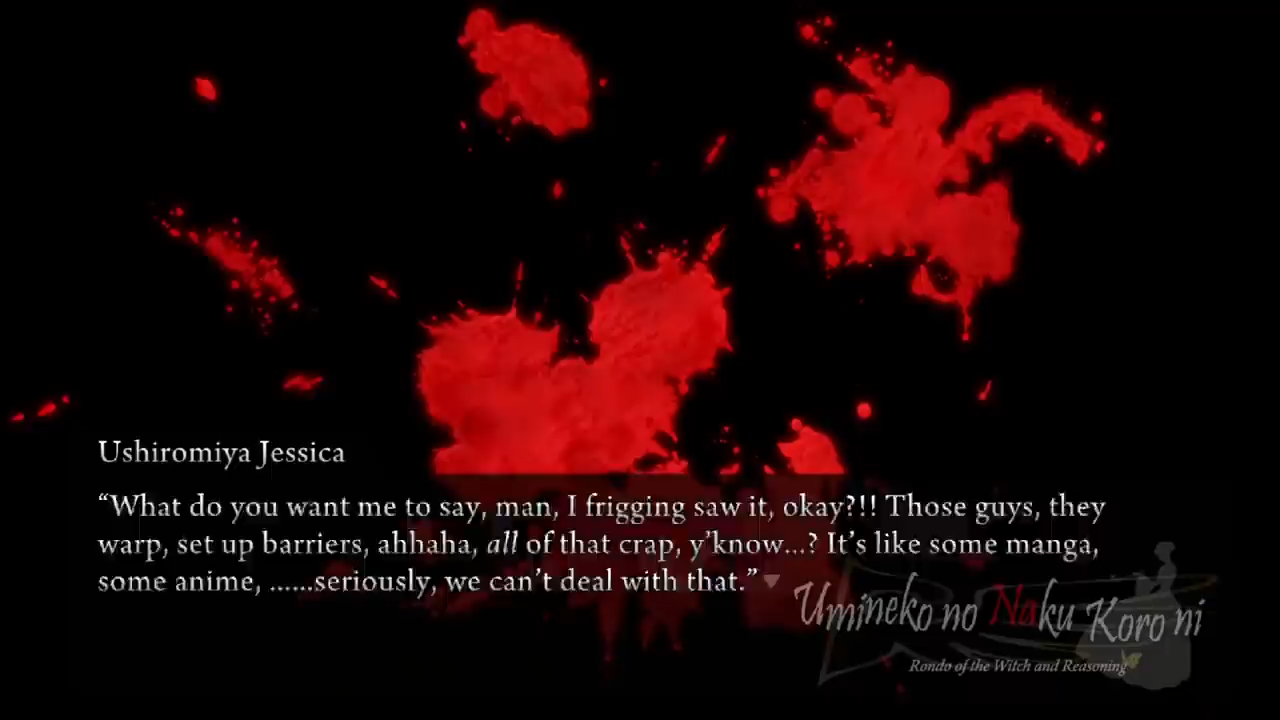 Ushiromiya Jessica
“What do you want me to say, man, I frigging saw it, okay?!! Those guys, they
warp, set up barriers, ahhaha, all of that crap, y’know...? It’s like some manga,
some anime, ......seriously, we can’t deal with that.”
Umineko no Naku Koro ni
Rondo of the Witch and Reasoning